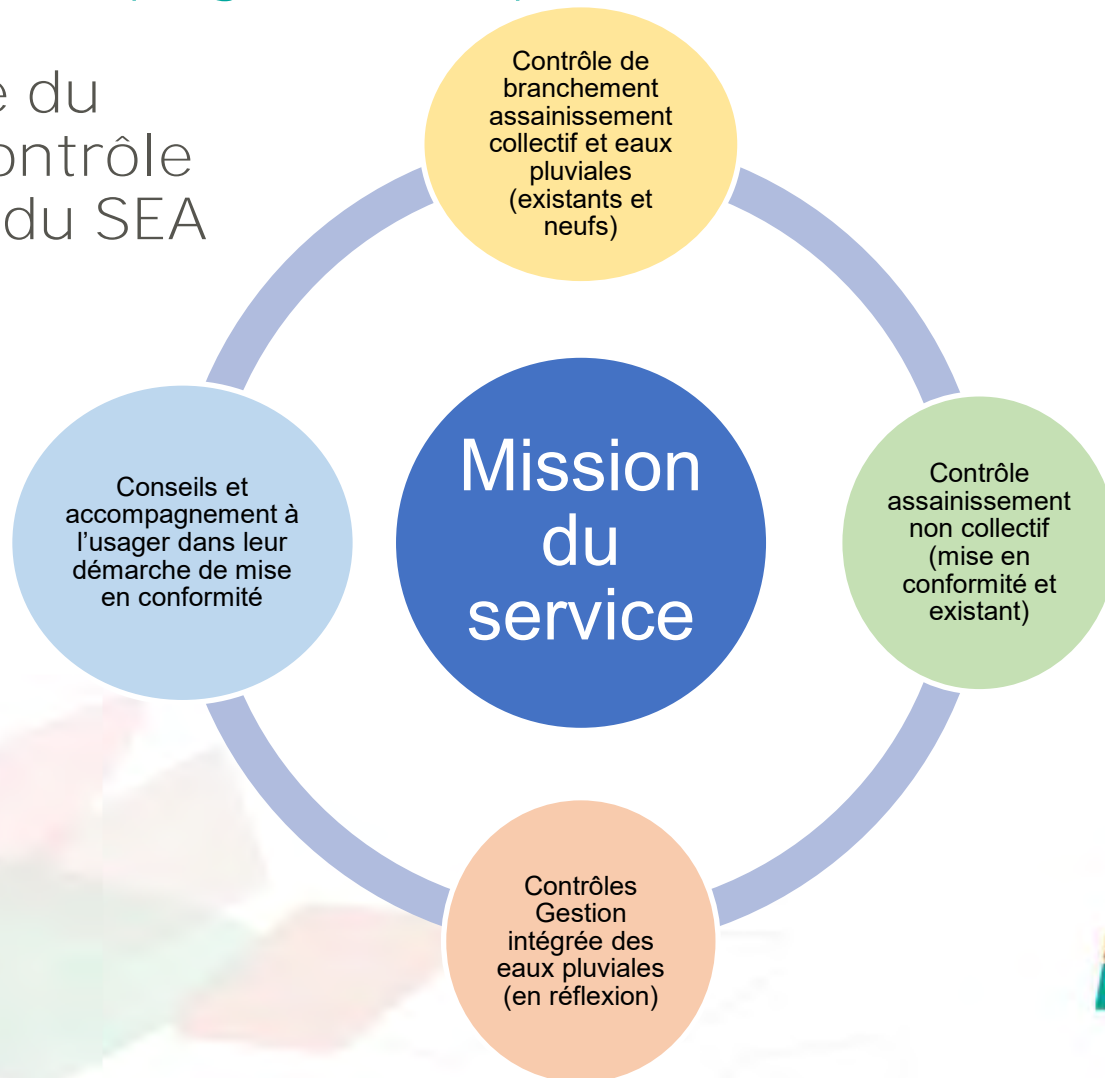 e du
ontrôle
du SEA
Contrôle de
branchement
assainissement
collectif et eaux
pluviales
(existants et
neufs)
Conseils et
accompagnement à
l'usager dans leur
démarche de mise
en conformité
Mission
du
service
Contrôle
assainissement
non collectif
(mise en
conformité et
existant)
Contrôles
Gestion
intégrée des
eaux pluviales
(en réflexion)